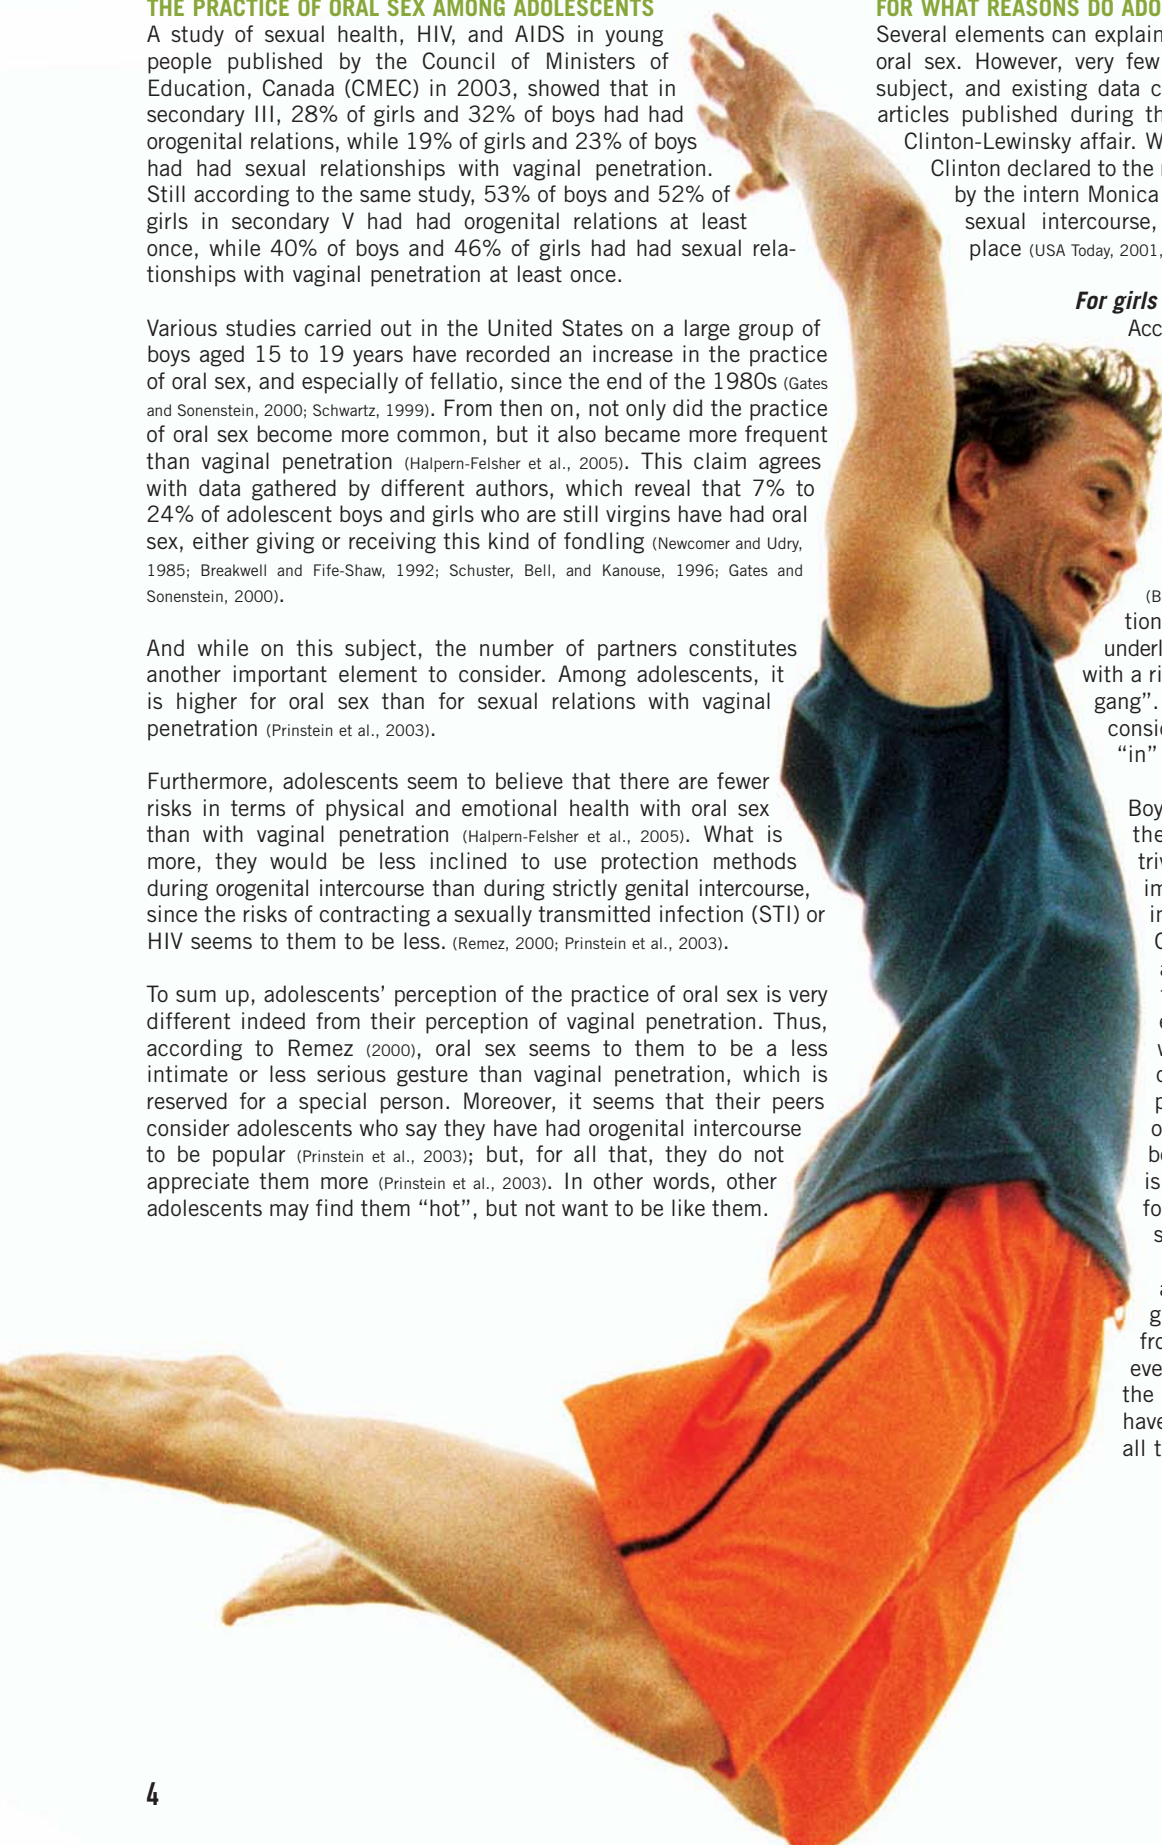 THE PRACTICE OF ORAL SEX AMONG ADOLESCENTS
A study of sexual health, HIV, and AIDS in young
people published by the Council of Ministers of
Education, Canada (CMEC) in 2003, showed that in
secondary III, 28% of girls and 32% of boys had had
orogenital relations, while 19% of girls and 23% of boys
had had sexual relationships with vaginal penetration.
Still according to the same study, 53% of boys and 52% of
girls in secondary V had had orogenital relations at least
once, while 40% of boys and 46% of girls had had sexual rela-
tionships with vaginal penetration at least once.
Various studies carried out in the United States on a large group of
boys aged 15 to 19 years have recorded an increase in the practice
of oral sex, and especially of fellatio, since the end of the 1980s (Gates
and Sonenstein, 2000; Schwartz, 1999). From then on, not only did the practice
of oral sex become more common, but it also became more frequent
than vaginal penetration (Halpern-Felsher et al., 2005). This claim agrees
with data gathered by different authors, which reveal that 7% to
24% of adolescent boys and girls who are still virgins have had oral
sex, either giving or receiving this kind of fondling (Newcomer and Udry,
1985; Breakwell and Fife-Shaw, 1992; Schuster, Bell, and Kanouse, 1996; Gates and
Sonenstein, 2000).
And while on this subject, the number of partners constitutes
another important element to consider. Among adolescents, it
is higher for oral sex than for sexual relations with vaginal
penetration (Prinstein et al., 2003).
Furthermore, adolescents seem to believe that there are fewer
risks in terms of physical and emotional health with oral sex
than with vaginal penetration (Halpern-Felsher et al., 2005). What is
more, they would be less inclined to use protection methods
during orogenital intercourse than during strictly genital intercourse,
since the risks of contracting a sexually transmitted infection (STI) or
HIV seems to them to be less. (Remez, 2000; Prinstein et al., 2003).
To sum up, adolescents' perception of the practice of oral sex is very
different indeed from their perception of vaginal penetration. Thus,
according to Remez (2000), oral sex seems to them to be a less
intimate or less serious gesture than vaginal penetration, which is
reserved for a special person. Moreover, it seems that their peers
consider adolescents who say they have had orogenital intercourse
to be popular (Prinstein et al., 2003); but, for all that, they do not
appreciate them more (Prinstein et al., 2003). In other words, other
adolescents may find them “hot”, but not want to be like them.
4
FOR WHAT REASONS DO ADO
Several elements can explain
oral sex. However, very few
subject, and existing data c
articles published during th
Clinton-Lewinsky affair. W
Clinton declared to the
by the intern Monica
sexual intercourse,
place (USA Today, 2001,
For girls
Acc
(B
tion
underl
with a ri
gang”.
consi
“in”
Boy
the
triv
im
in
is
fo
s
g
fro
eve
the
have
all t